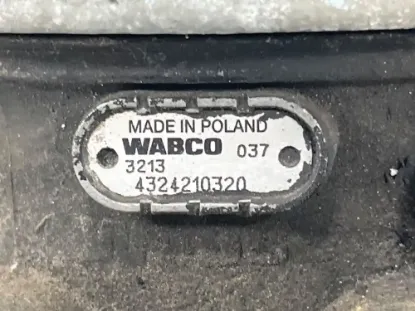 MADE IN POLAND
WABCO 037
3213
4324210320